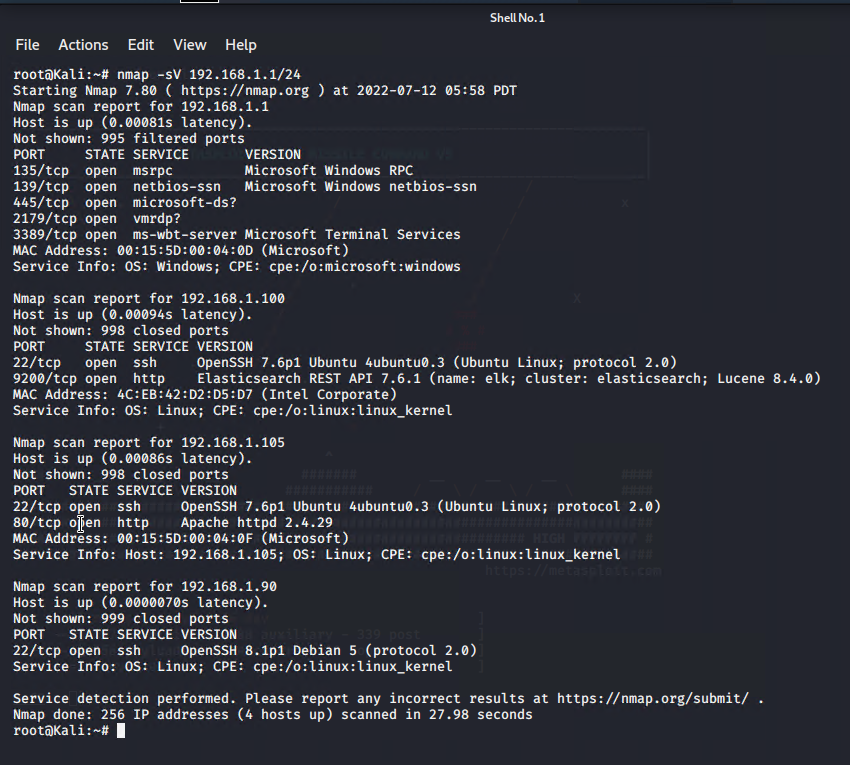 Shell No. 1
File Actions Edit View Help
root@Kali:~# nmap -sV 192.168.1.1/24
Starting Nmap 7.80 ( https://nmap.org ) at 2022-07-12 05:58 PDT
Nmap scan report for 192.168.1.1
Host is up (0.00081s latency).
Not shown: 995 filtered ports
PORT     STATE SERVICE       VERSION
135/tcp  open  msrpc         Microsoft Windows RPC
139/tcp  open  netbios-ssn   Microsoft Windows netbios-ssn
445/tcp  open  microsoft-ds?
2179/tcp open  vmrdp?
3389/tcp open  ms-wbt-server Microsoft Terminal Services
MAC Address: 00:15:5D:00:04:0D (Microsoft)
Service Info: OS: Windows; CPE: cpe:/o:microsoft:windows
Nmap scan report for 192.168.1.100
Host is up (0.00094s latency).
Not shown: 998 closed ports
PORT     STATE SERVICE VERSION
22/tcp   open  ssh     OpenSSH 7.6p1 Ubuntu 4ubuntu0.3 (Ubuntu Linux; protocol 2.0)
9200/tcp open  http    Elasticsearch REST API 7.6.1 (name: elk; cluster: elasticsearch; Lucene 8.4.0)
MAC Address: 4C:EB:42:D2:D5:D7 (Intel Corporate)
Service Info: OS: Linux; CPE: cpe:/o:linux:linux_kernel
Nmap scan report for 192.168.1.105
Host is up (0.00086s latency).
Not shown: 998 closed ports
PORT   STATE SERVICE VERSION
22/tcp open  ssh     OpenSSH 7.6p1 Ubuntu 4ubuntu0.3 (Ubuntu Linux; protocol 2.0)
80/tcp open  http    Apache httpd 2.4.29
MAC Address: 00:15:5D:00:04:0F (Microsoft)
Service Info: Host: 192.168.1.105; OS: Linux; CPE: cpe:/o:linux:linux_kernel
https://metasploit.com
Nmap scan report for 192.168.1.90
Host is up (0.0000070s latency).
Not shown: 999 closed ports
PORT   STATE SERVICE VERSION
22/tcp open  ssh     OpenSSH 8.1p1 Debian 5 (protocol 2.0)
Service Info: OS: Linux; CPE: cpe:/o:linux:linux_kernel
Service detection performed. Please report any incorrect results at https://nmap.org/submit/ .
Nmap done: 256 IP addresses (4 hosts up) scanned in 27.98 seconds
root@Kali:~#